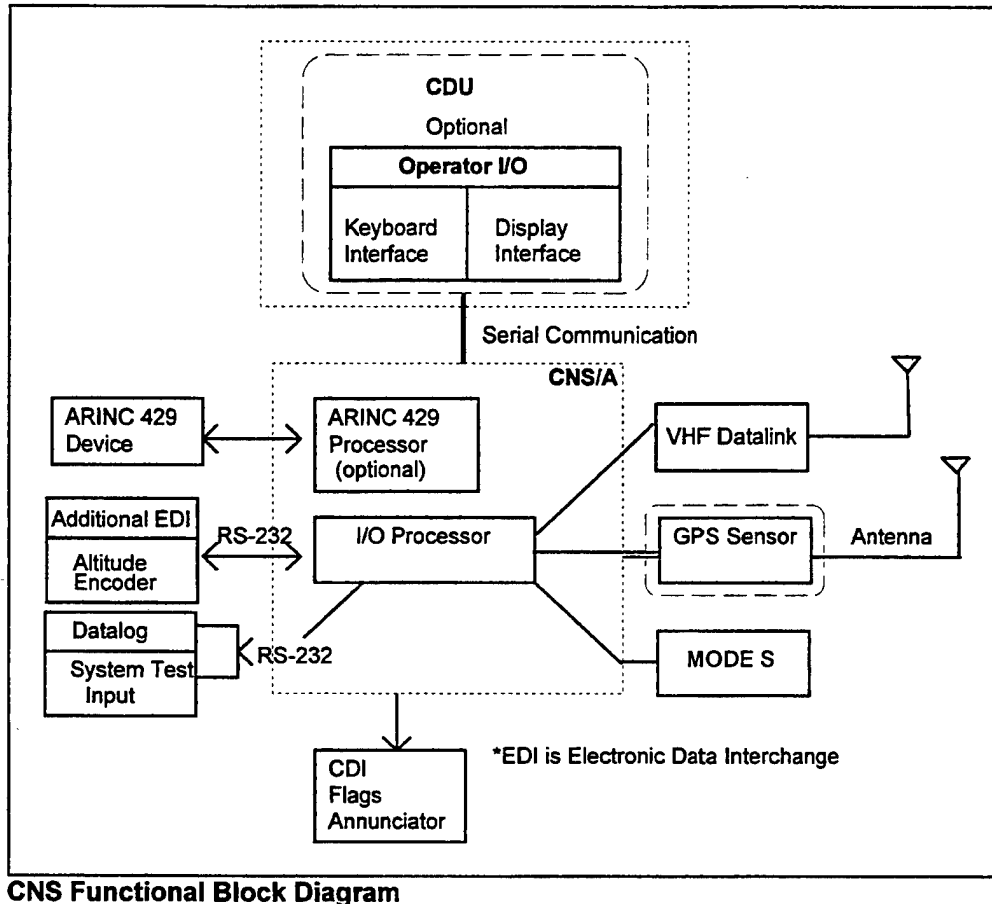 CDU
Optional
Operator I/O
Keyboard
Interface
Display
Interface
Serial Communication
CNS/A
ARINC 429
Device
ARINC 429
Processor
(optional)
VHF Datalink
Additional EDI
Altitude
Encoder
RS-232
I/O Processor
GPS Sensor
Antenna
Datalog
System Test
Input
RS-232
MODE S
CDI
Flags
Annunciator
*EDI is Electronic Data Interchange
CNS Functional Block Diagram